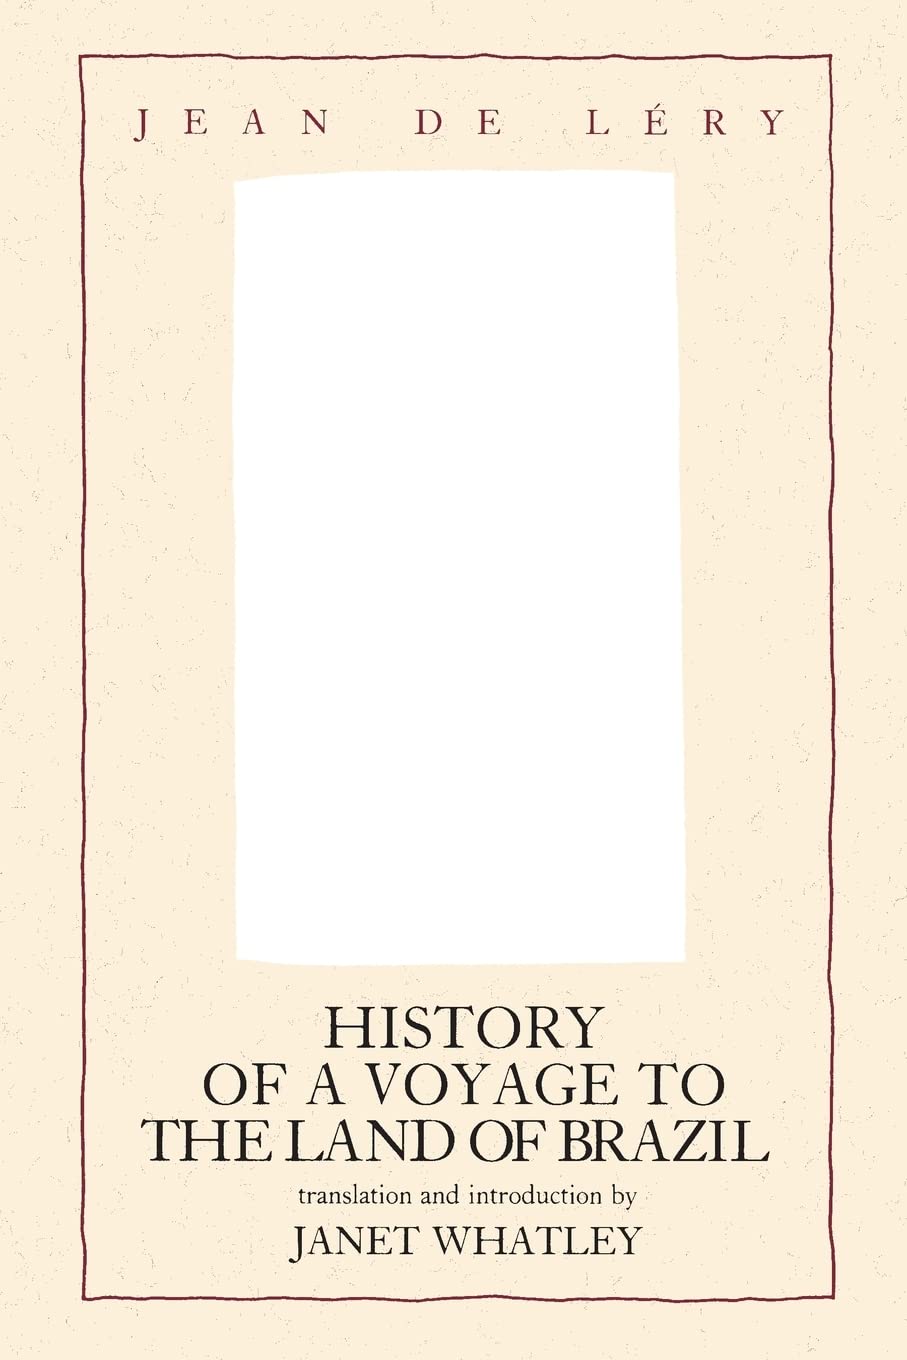 JEAN DE LÉRY
HISTORY
OF A VOYAGE TO
THE LAND OF BRAZIL
translation and introduction by
JANET WHATLEY